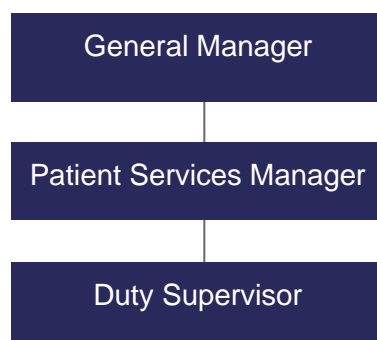 General Manager
Patient Services Manager
Duty Supervisor